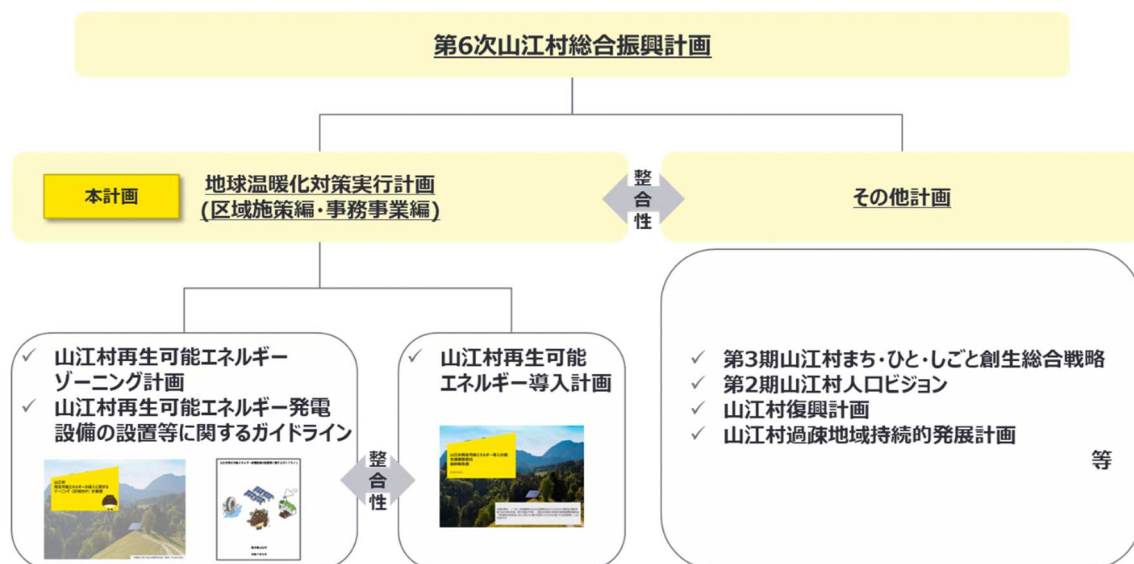 第6次山江村総合振興計画
本計画
地球温暖化対策実行計画
(区域施策編・事務事業編)
整合性
その他計画
✓ 山江村再生可能エネルギー
ゾーニング計画
✓ 山江村再生可能エネルギー発電
設備の設置等に関するガイドライン
整合性
✓ 山江村再生可能
エネルギー導入計画
✓ 第3期山江村まち・ひと・しごと創生総合戦略
✓ 第2期山江村人口ビジョン
✓ 山江村復興計画
✓ 山江村過疎地域持続的発展計画
等
山江村